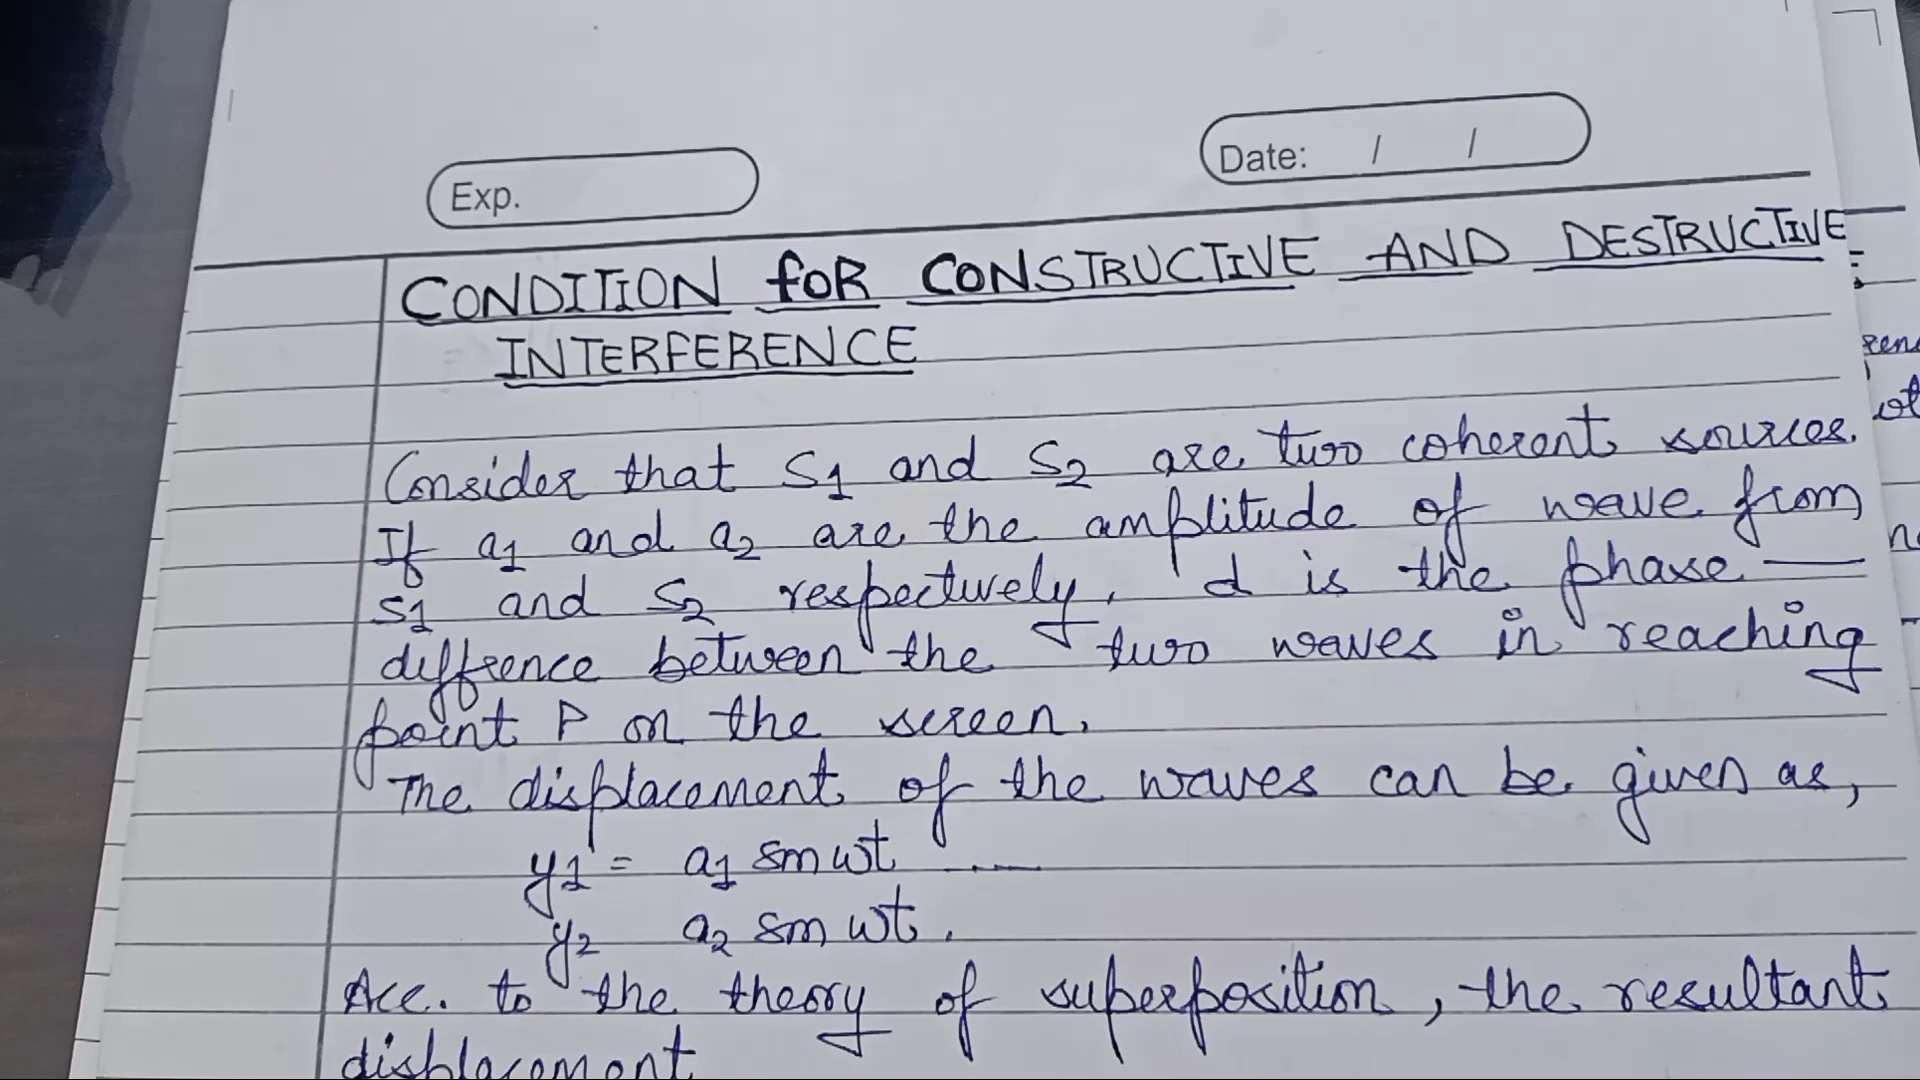 Exp.
Date: / /
CONDITION fOR CONSTRUCTIVE AND DESTRUCTIVE
INTERFERENCE
Consider that S1 and S2 are two coherent sources.
If a1 and a2 are the amplitude of wave from
S1 and S2 respectively, d is the phase —
diffrence between the two waves in reaching
point P on the screen.
The displacement of the waves can be given as,
y1 = a1 sin wt
y2 a2 sin wt.
Acc. to the theory of superposition, the resultant
displacement